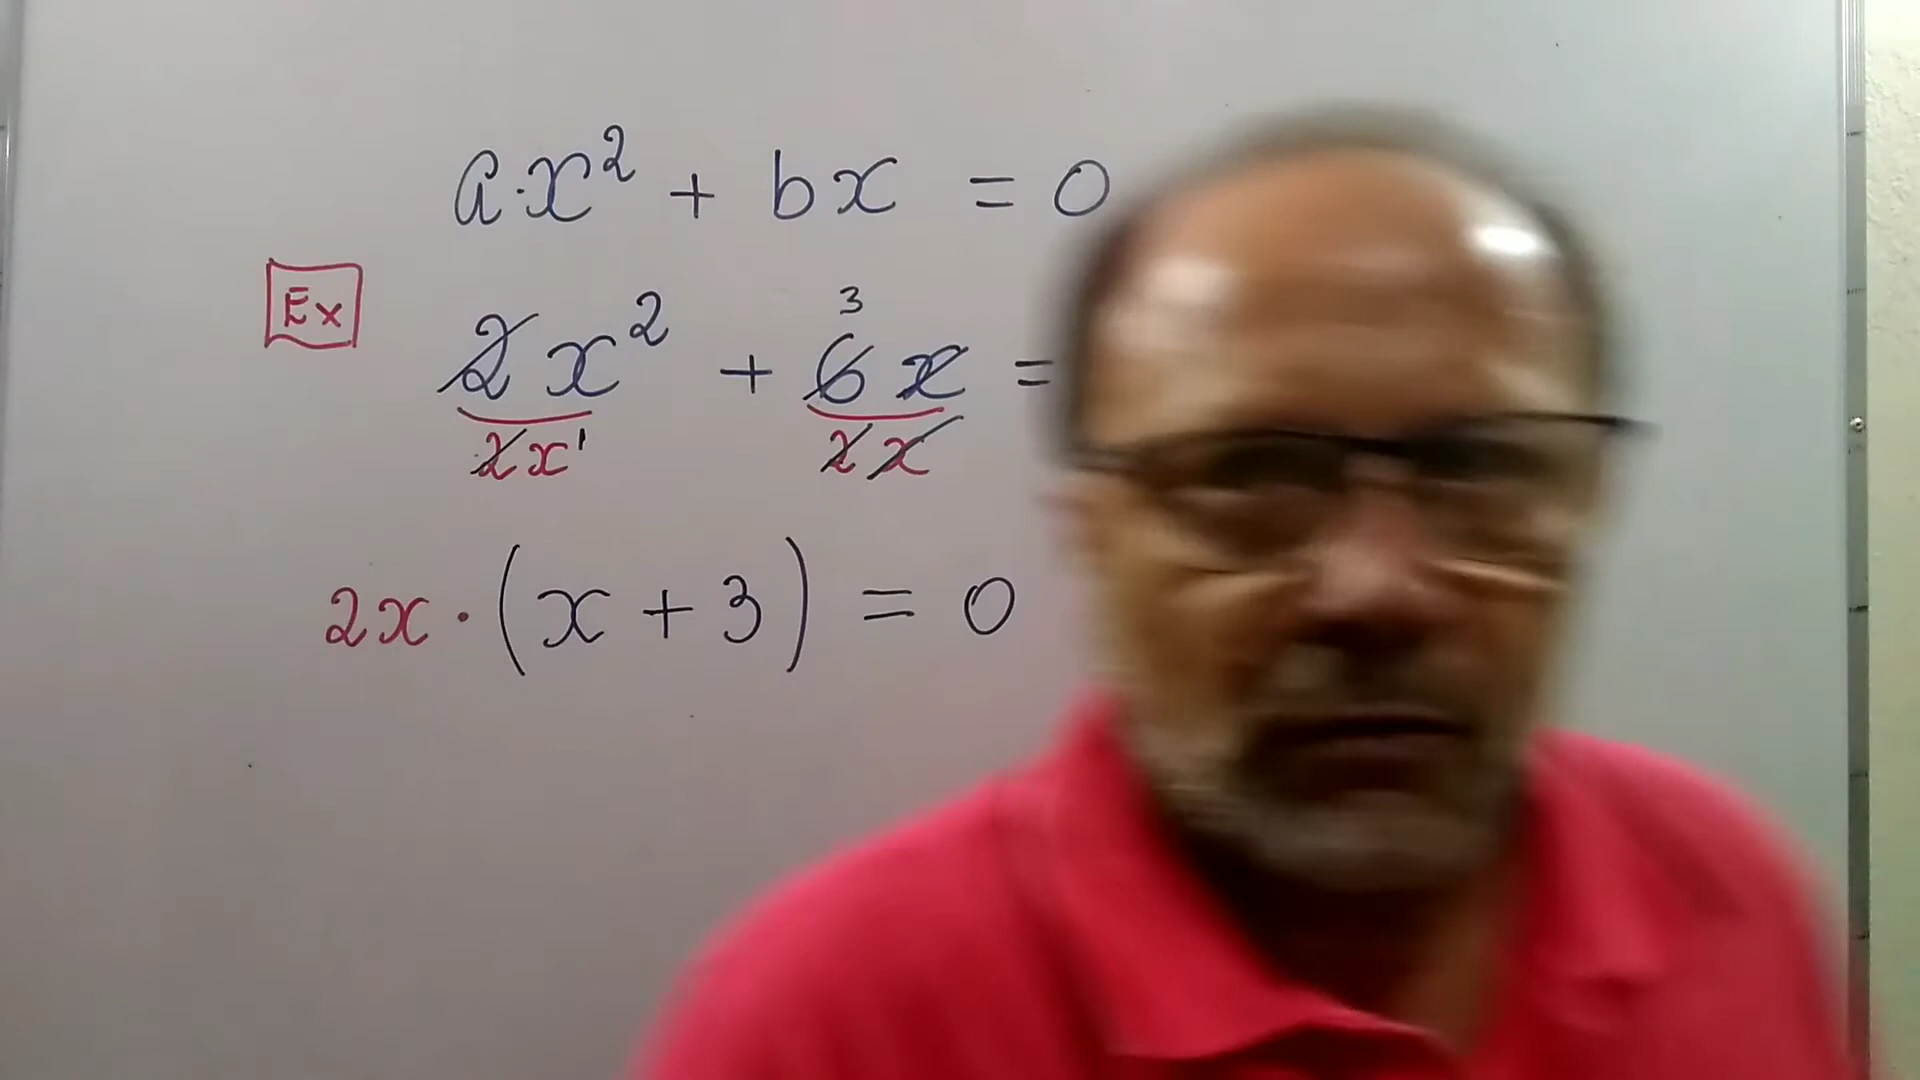 a·x² + bx = 0
3
Ex 2x² + 6x =
2x¹ 2x
2x · (x + 3) = 0